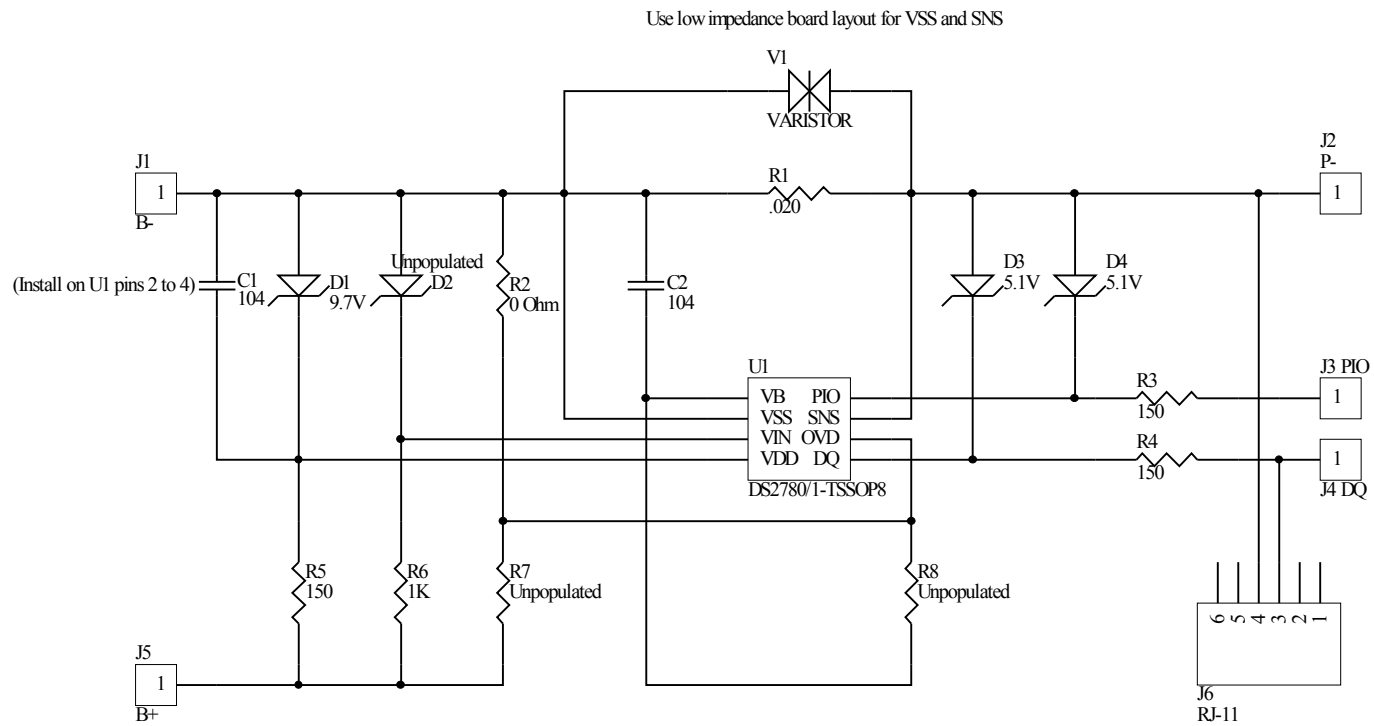 Use low impedance board layout for VSS and SNS
V1
VARISTOR
J1
1
B-
R1
.020
J2
P-
1
(Install on U1 pins 2 to 4)
C1
104
D1
9.7V
Unpopulated
D2
R2
0 Ohm
C2
104
D3
5.1V
D4
5.1V
U1
VB PIO
VSS SNS
VIN OVD
VDD DQ
DS2780/1-TSSOP8
R3
150
J3 PIO
1
R4
150
1
J4 DQ
R5
150
R6
1K
R7
Unpopulated
R8
Unpopulated
6 5 4 3 2 1
J6
RJ-11
J5
1
B+